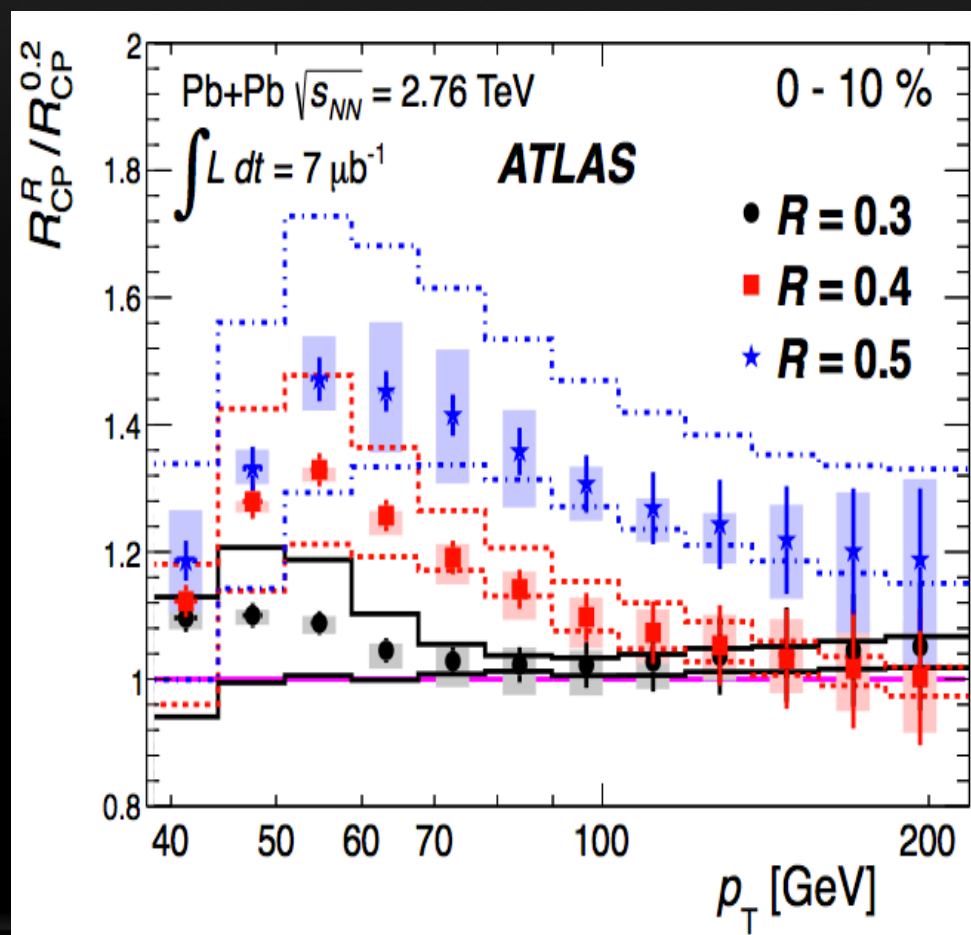 R_CP^R / R_CP^0.2
2
1.8
1.6
1.4
1.2
1
0.8
Pb+Pb √s_NN = 2.76 TeV
0 - 10 %
∫ L dt = 7 μb^-1
ATLAS
R = 0.3
R = 0.4
R = 0.5
40 50 60 70 100 200
p_T [GeV]